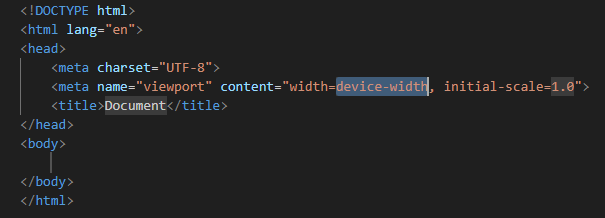 <!DOCTYPE html>
<html lang="en">
<head>
    <meta charset="UTF-8">
    <meta name="viewport" content="width=device-width, initial-scale=1.0">
    <title>Document</title>
</head>
<body>
</body>
</html>